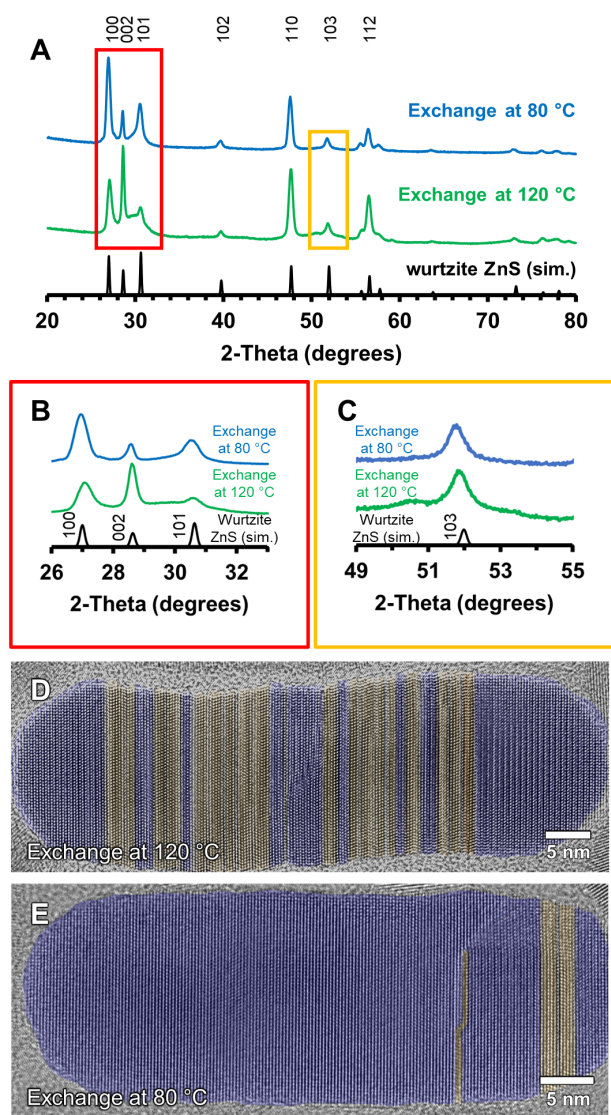 100
002
101
102
110
103
112
A
Exchange at 80 °C
Exchange at 120 °C
wurtzite ZnS (sim.)
20 30 40 50 60 70 80
2-Theta (degrees)
B
Exchange
at 80 °C
Exchange
at 120 °C
Wurtzite
ZnS (sim.)
100
002
101
26 27 28 29 30 31 32
2-Theta (degrees)
C
Exchange
at 80 °C
Exchange
at 120 °C
Wurtzite
ZnS (sim.)
103
49 51 53 55
2-Theta (degrees)
D
Exchange at 120 °C
5 nm
E
Exchange at 80 °C
5 nm